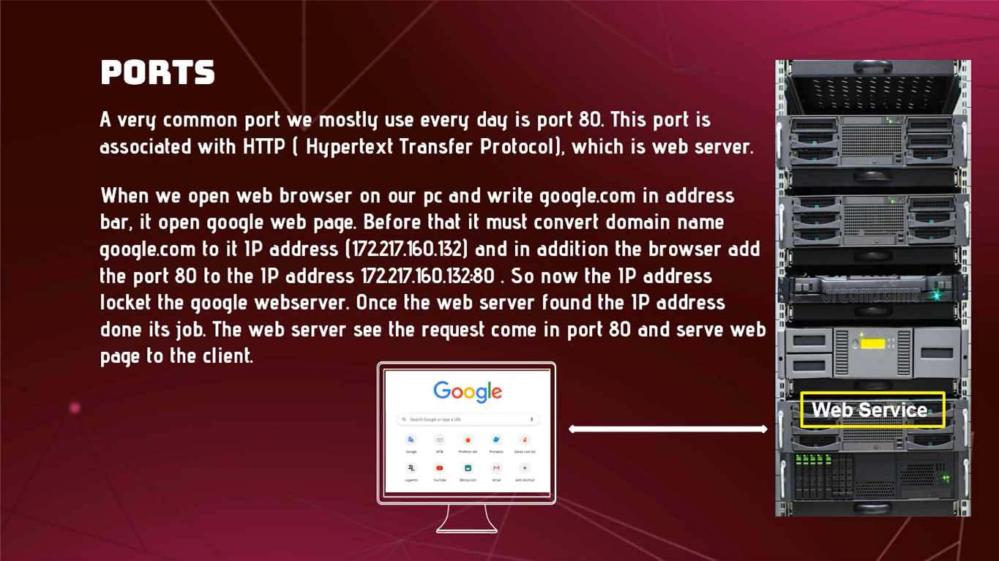 PORTS
A very common port we mostly use every day is port 80. This port is
associated with HTTP ( Hypertext Transfer Protocol), which is web server.
When we open web browser on our pc and write google.com in address
bar, it open google web page. Before that it must convert domain name
google.com to it IP address (172.217.160.132) and in addition the browser add
the port 80 to the IP address 172.217.160.132:80 . So now the IP address
locket the google webserver. Once the web server found the IP address
done its job. The web server see the request come in port 80 and serve web
page to the client.
dreamstime
Google
Search Google or type a URL
Google MTB Prothom Alo Pickaboo Daraz.com.bd
Jugantor YouTube Bikroy.com Gmail Add shortcut
Web Service